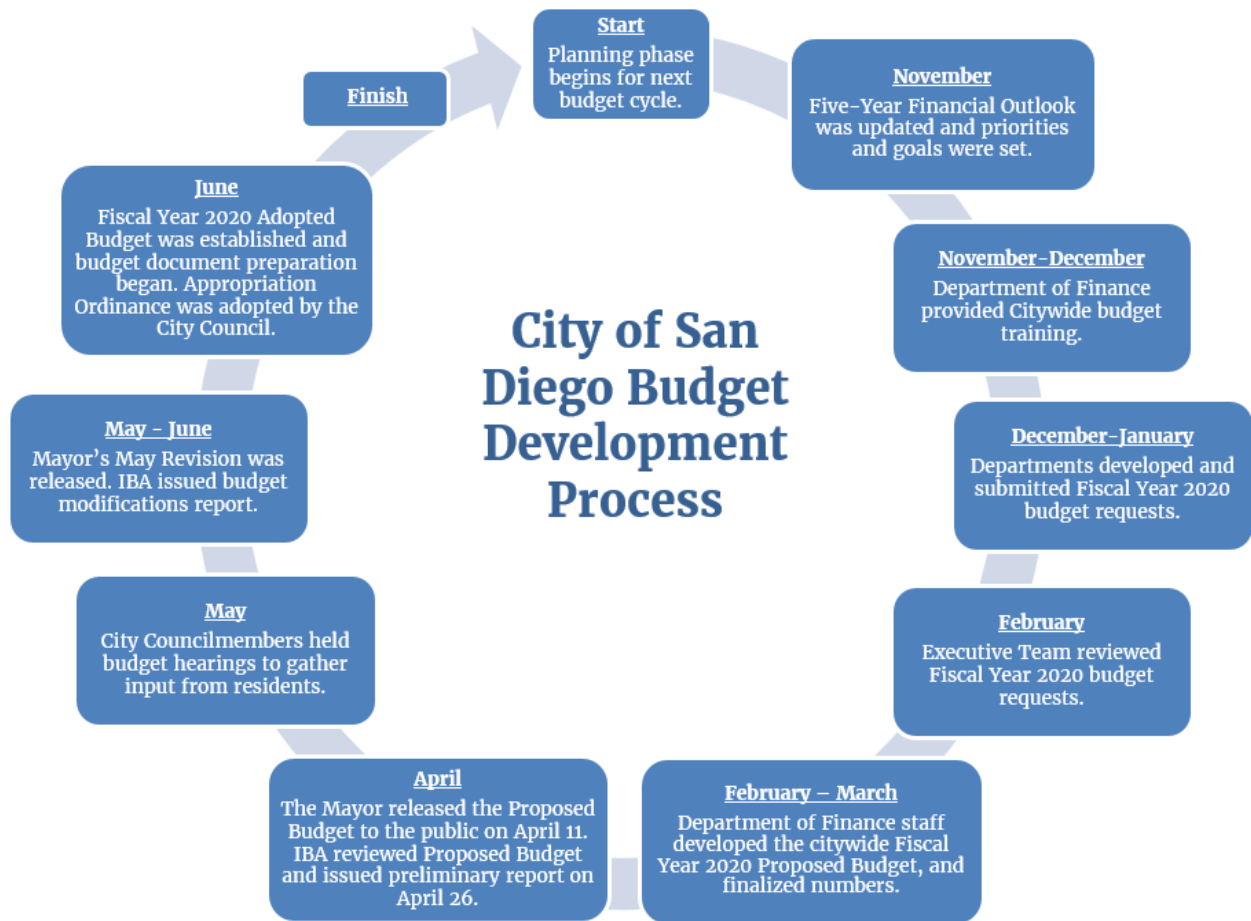 Start
Planning phase
begins for next
budget cycle.
November
Five-Year Financial Outlook
was updated and priorities
and goals were set.
November-December
Department of Finance
provided Citywide budget
training.
December-January
Departments developed and
submitted Fiscal Year 2020
budget requests.
February
Executive Team reviewed
Fiscal Year 2020 budget
requests.
February – March
Department of Finance staff
developed the citywide Fiscal
Year 2020 Proposed Budget, and
finalized numbers.
April
The Mayor released the Proposed
Budget to the public on April 11.
IBA reviewed Proposed Budget
and issued preliminary report on
April 26.
May
City Councilmembers held
budget hearings to gather
input from residents.
May - June
Mayor’s May Revision was
released. IBA issued budget
modifications report.
June
Fiscal Year 2020 Adopted
Budget was established and
budget document preparation
began. Appropriation
Ordinance was adopted by the
City Council.
Finish
City of San
Diego Budget
Development
Process